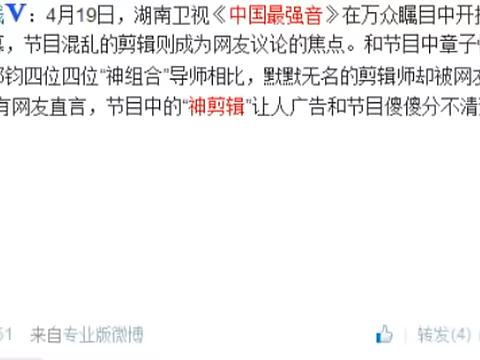 V：4月19日，湖南卫视《中国最强音》在万众瞩目中开
，节目混乱的剪辑则成为网友议论的焦点。和节目中章子
钧四位四位“神组合”导师相比，默默无名的剪辑师却被网
有网友直言，节目中的“神剪辑”让人广告和节目傻傻分不清
51 来自专业版微博 转发(4)